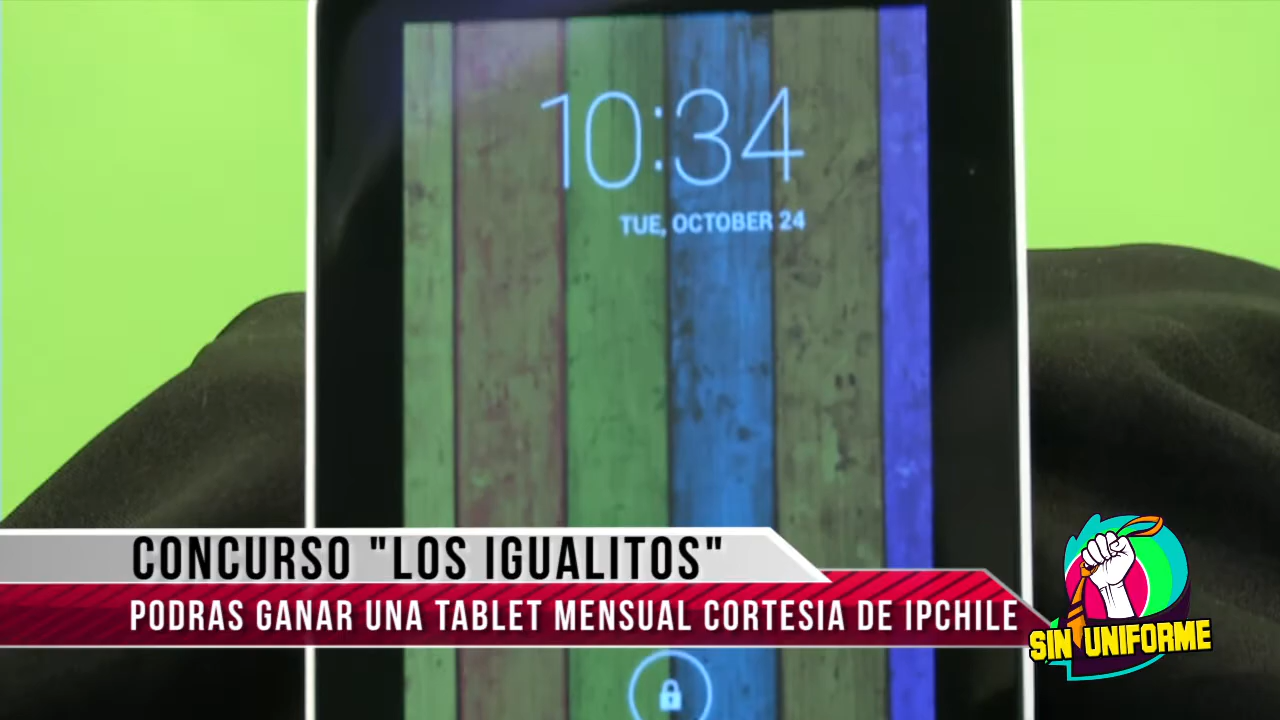 10:34
TUE, OCTOBER 24
CONCURSO "LOS IGUALITOS"
PODRAS GANAR UNA TABLET MENSUAL CORTESIA DE IPCHILE
SIN UNIFORME